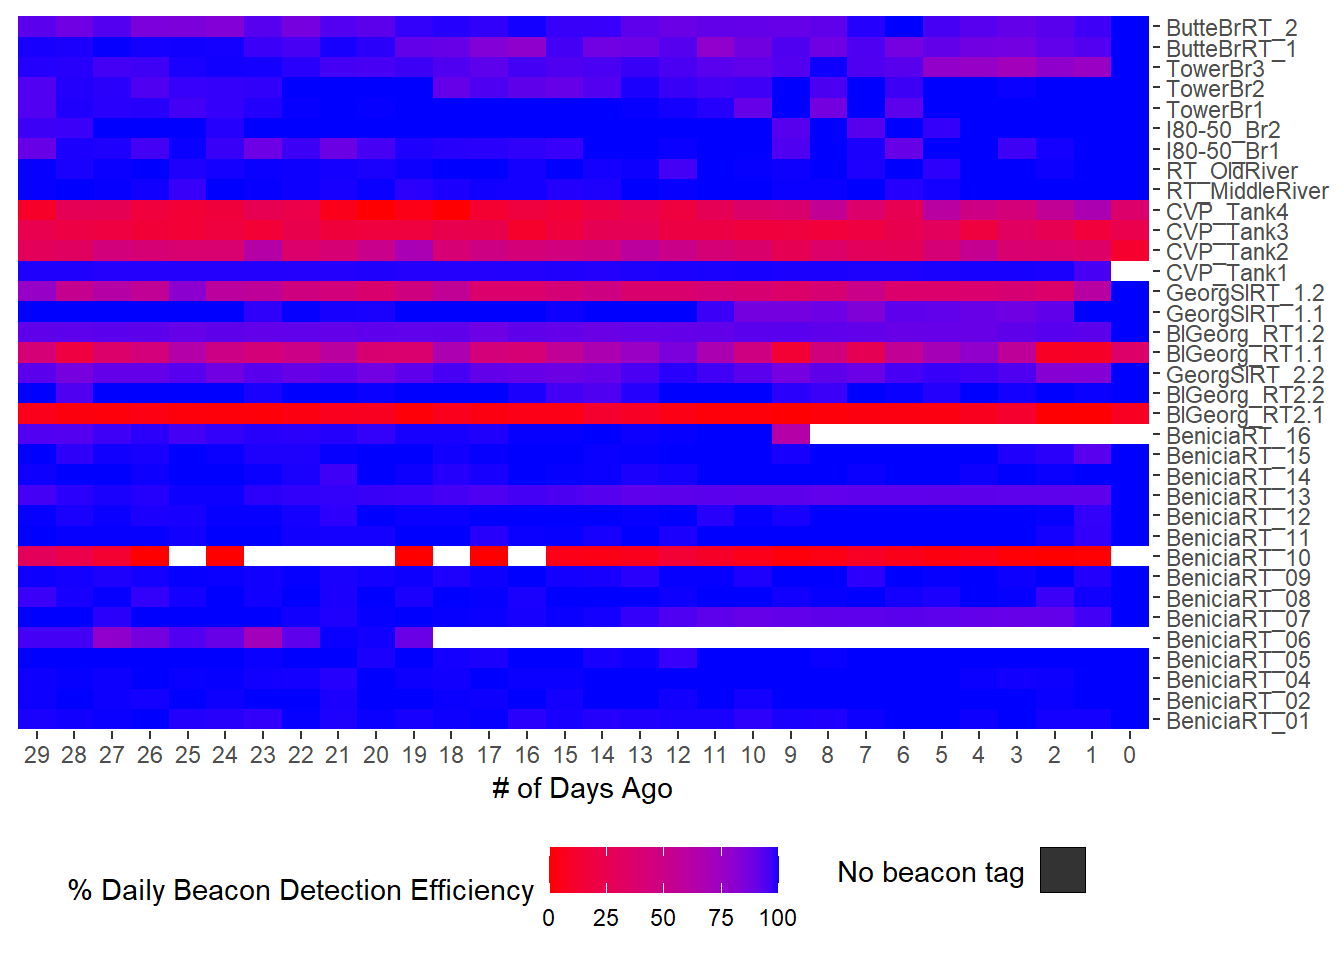 ButteBrRT_2
ButteBrRT_1
TowerBr3
TowerBr2
TowerBr1
I80-50_Br2
I80-50_Br1
RT_OldRiver
RT_MiddleRiver
CVP_Tank4
CVP_Tank3
CVP_Tank2
CVP_Tank1
GeorgSlRT_1.2
GeorgSlRT_1.1
BlGeorg_RT1.2
BlGeorg_RT1.1
GeorgSlRT_2.2
BlGeorg_RT2.2
BlGeorg_RT2.1
BeniciaRT_16
BeniciaRT_15
BeniciaRT_14
BeniciaRT_13
BeniciaRT_12
BeniciaRT_11
BeniciaRT_10
BeniciaRT_09
BeniciaRT_08
BeniciaRT_07
BeniciaRT_06
BeniciaRT_05
BeniciaRT_04
BeniciaRT_02
BeniciaRT_01
29 28 27 26 25 24 23 22 21 20 19 18 17 16 15 14 13 12 11 10 9 8 7 6 5 4 3 2 1 0
# of Days Ago
% Daily Beacon Detection Efficiency
0 25 50 75 100
No beacon tag